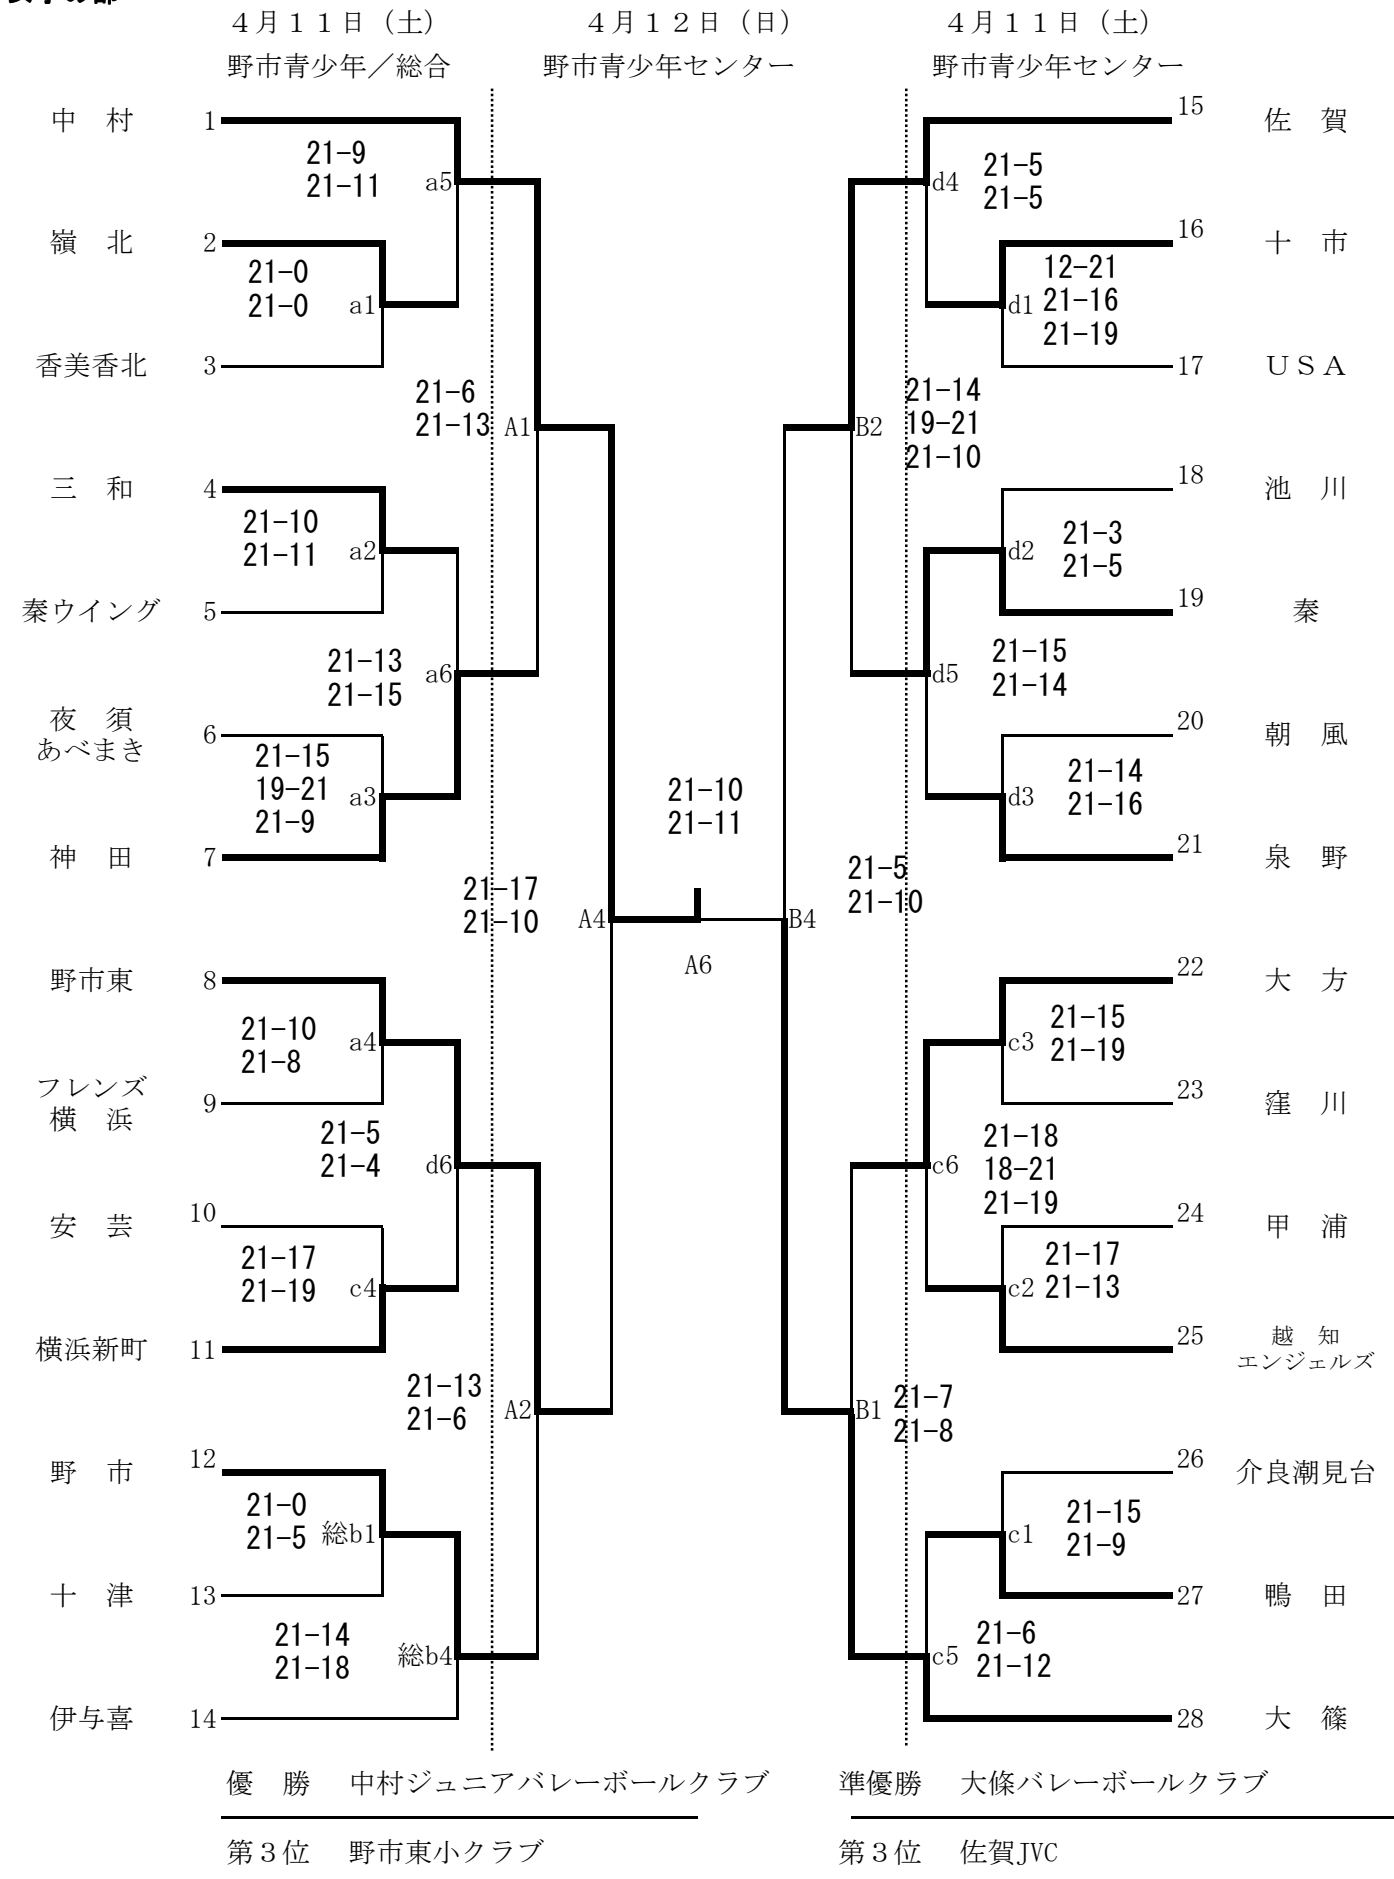 ４月１１日（土）
４月１２日（日）
４月１１日（土）
野市青少年／総合
野市青少年センター
野市青少年センター
中　村
1
21−9
21−11
a5
嶺　北
2
21−0
21−0
a1
香美香北
3
21−6
21−13
A1
三　和
4
21−10
21−11
a2
秦ウイング
5
21−13
21−15
a6
夜　須
あべまき
6
21−15
19−21
21−9
a3
神　田
7
21−17
21−10
A4
野市東
8
21−10
21−8
a4
フレンズ
横　浜
9
21−5
21−4
d6
安　芸
10
21−17
21−19
c4
横浜新町
11
21−13
21−6
A2
野　市
12
21−0
21−5
総b1
十　津
13
21−14
21−18
総b4
伊与喜
14
21−10
21−11
A6
15
佐　賀
d4
21−5
21−5
16
十　市
12−21
21−16
21−19
d1
17
ＵＳＡ
21−14
19−21
21−10
B2
18
池　川
21−3
21−5
d2
19
秦
21−15
21−14
d5
20
朝　風
21−14
21−16
d3
21
泉　野
21−5
21−10
B4
22
大　方
21−15
21−19
c3
23
窪　川
21−18
18−21
21−19
c6
24
甲　浦
21−17
21−13
c2
25
越　知
エンジェルズ
21−7
21−8
B1
26
介良潮見台
21−15
21−9
c1
27
鴨　田
21−6
21−12
c5
28
大　篠
優　勝　中村ジュニアバレーボールクラブ
準優勝　大條バレーボールクラブ
第３位　野市東小クラブ
第３位　佐賀JVC